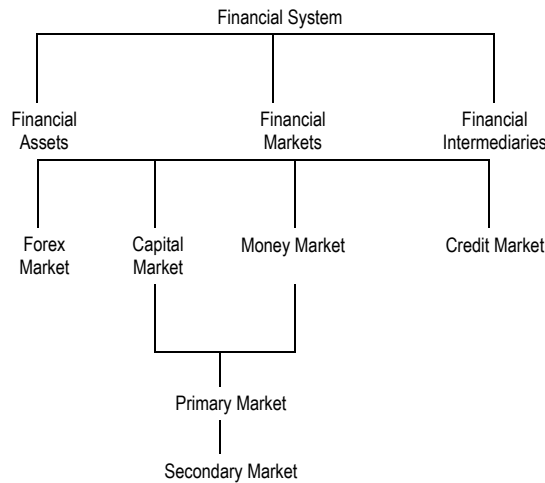 Financial System
Financial
Assets
Financial
Markets
Financial
Intermediaries
Forex
Market
Capital
Market
Money Market
Credit Market
Primary Market
Secondary Market